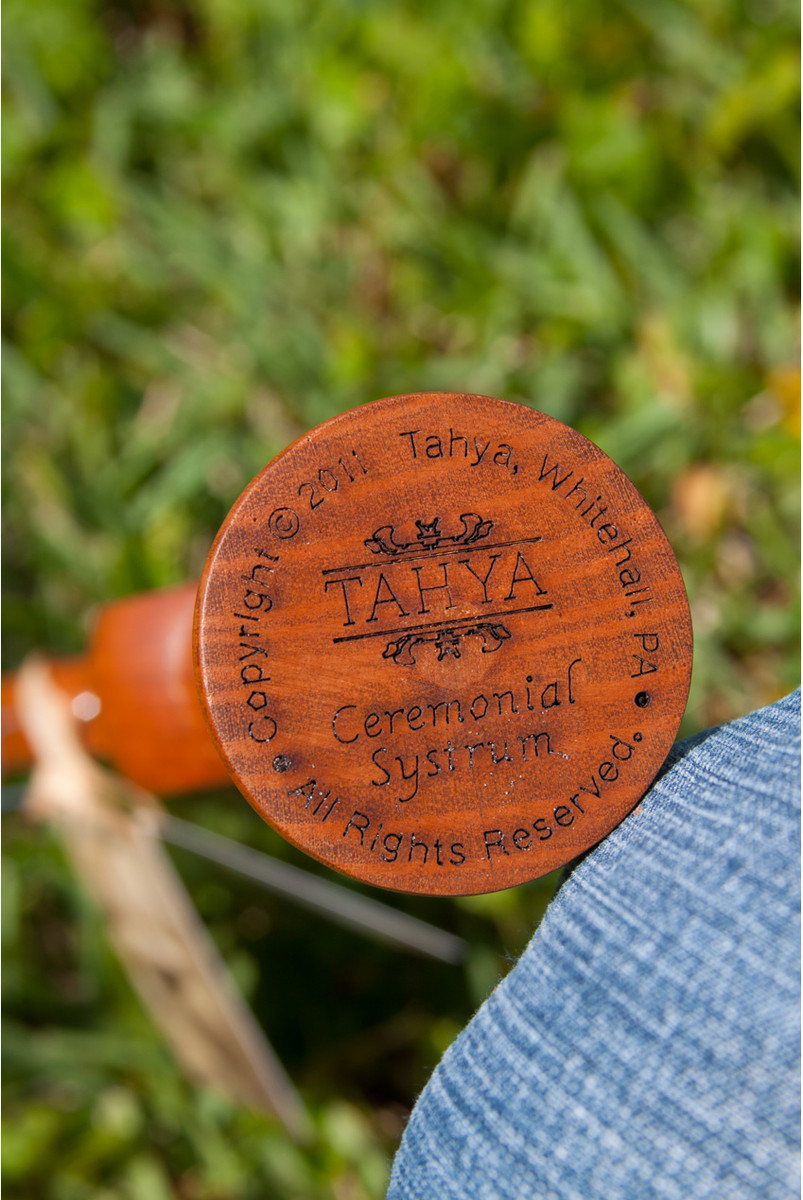 Copyright © 2011 Tahya, Whitehall, PA
TAHYA
Ceremonial
Systrum
• All Rights Reserved. •